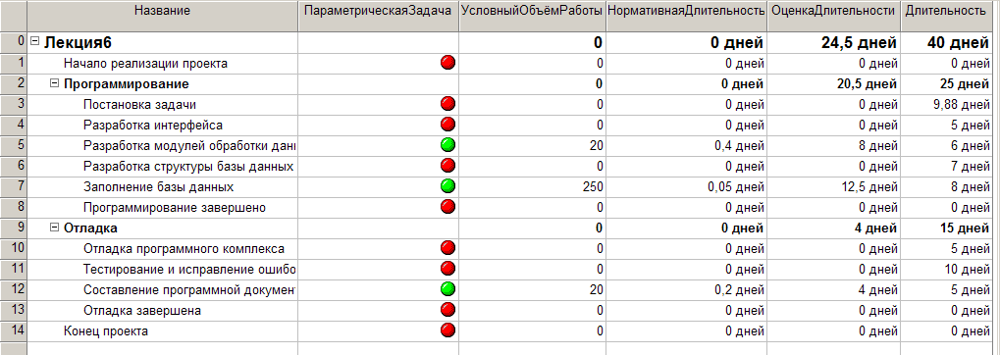 Название ПараметрическаяЗадача УсловныйОбъёмРаботы НормативнаяДлительность ОценкаДлительности Длительность
0 Лекция6 0 0 дней 24,5 дней 40 дней
1 Начало реализации проекта 0 0 дней 0 дней 0 дней
2 Программирование 0 0 дней 20,5 дней 25 дней
3 Постановка задачи 0 0 дней 0 дней 9,88 дней
4 Разработка интерфейса 0 0 дней 0 дней 5 дней
5 Разработка модулей обработки дан 20 0,4 дней 8 дней 6 дней
6 Разработка структуры базы данных 0 0 дней 0 дней 7 дней
7 Заполнение базы данных 250 0,05 дней 12,5 дней 8 дней
8 Программирование завершено 0 0 дней 0 дней 0 дней
9 Отладка 0 0 дней 4 дней 15 дней
10 Отладка программного комплекса 0 0 дней 0 дней 5 дней
11 Тестирование и исправление ошибо 0 0 дней 0 дней 10 дней
12 Составление программной документ 20 0,2 дней 4 дней 5 дней
13 Отладка завершена 0 0 дней 0 дней 0 дней
14 Конец проекта 0 0 дней 0 дней 0 дней